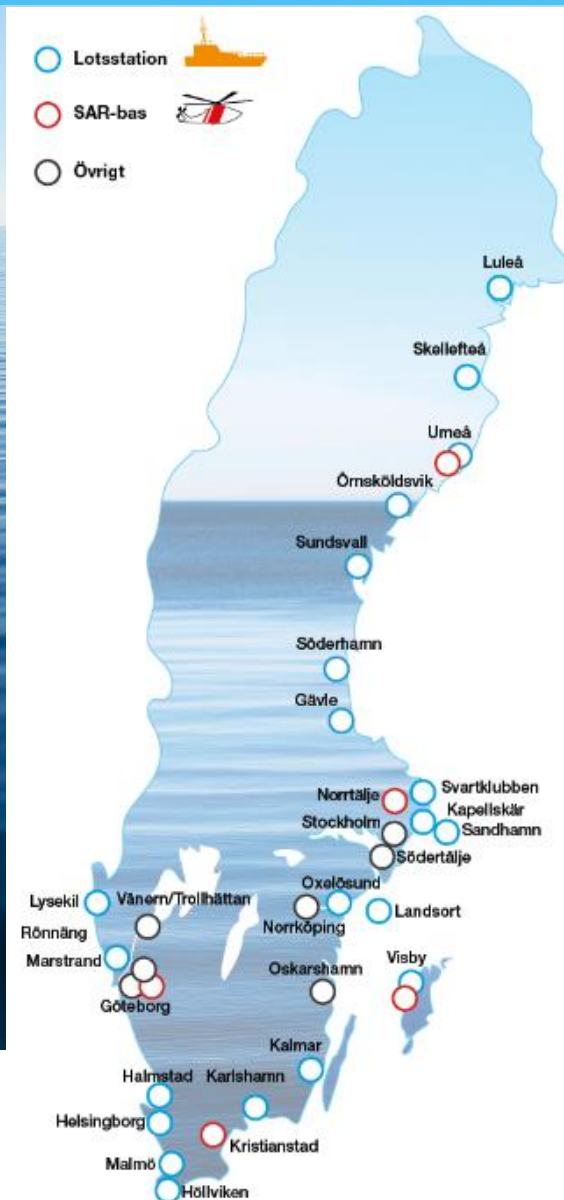 Lotsstation
SAR-bas
Övrigt
Luleå
Skellefteå
Umeå
Örnsköldsvik
Sundsvall
Söderhamn
Gävle
Svartklubben
Norrtälje
Kapellskär
Stockholm
Sandhamn
Södertälje
Oxelösund
Lysekil
Vänern/Trollhättan
Landsort
Rönnäng
Norrköping
Marstrand
Visby
Oskarshamn
Göteborg
Kalmar
Halmstad
Karlshamn
Helsingborg
Kristianstad
Malmö
Höllviken